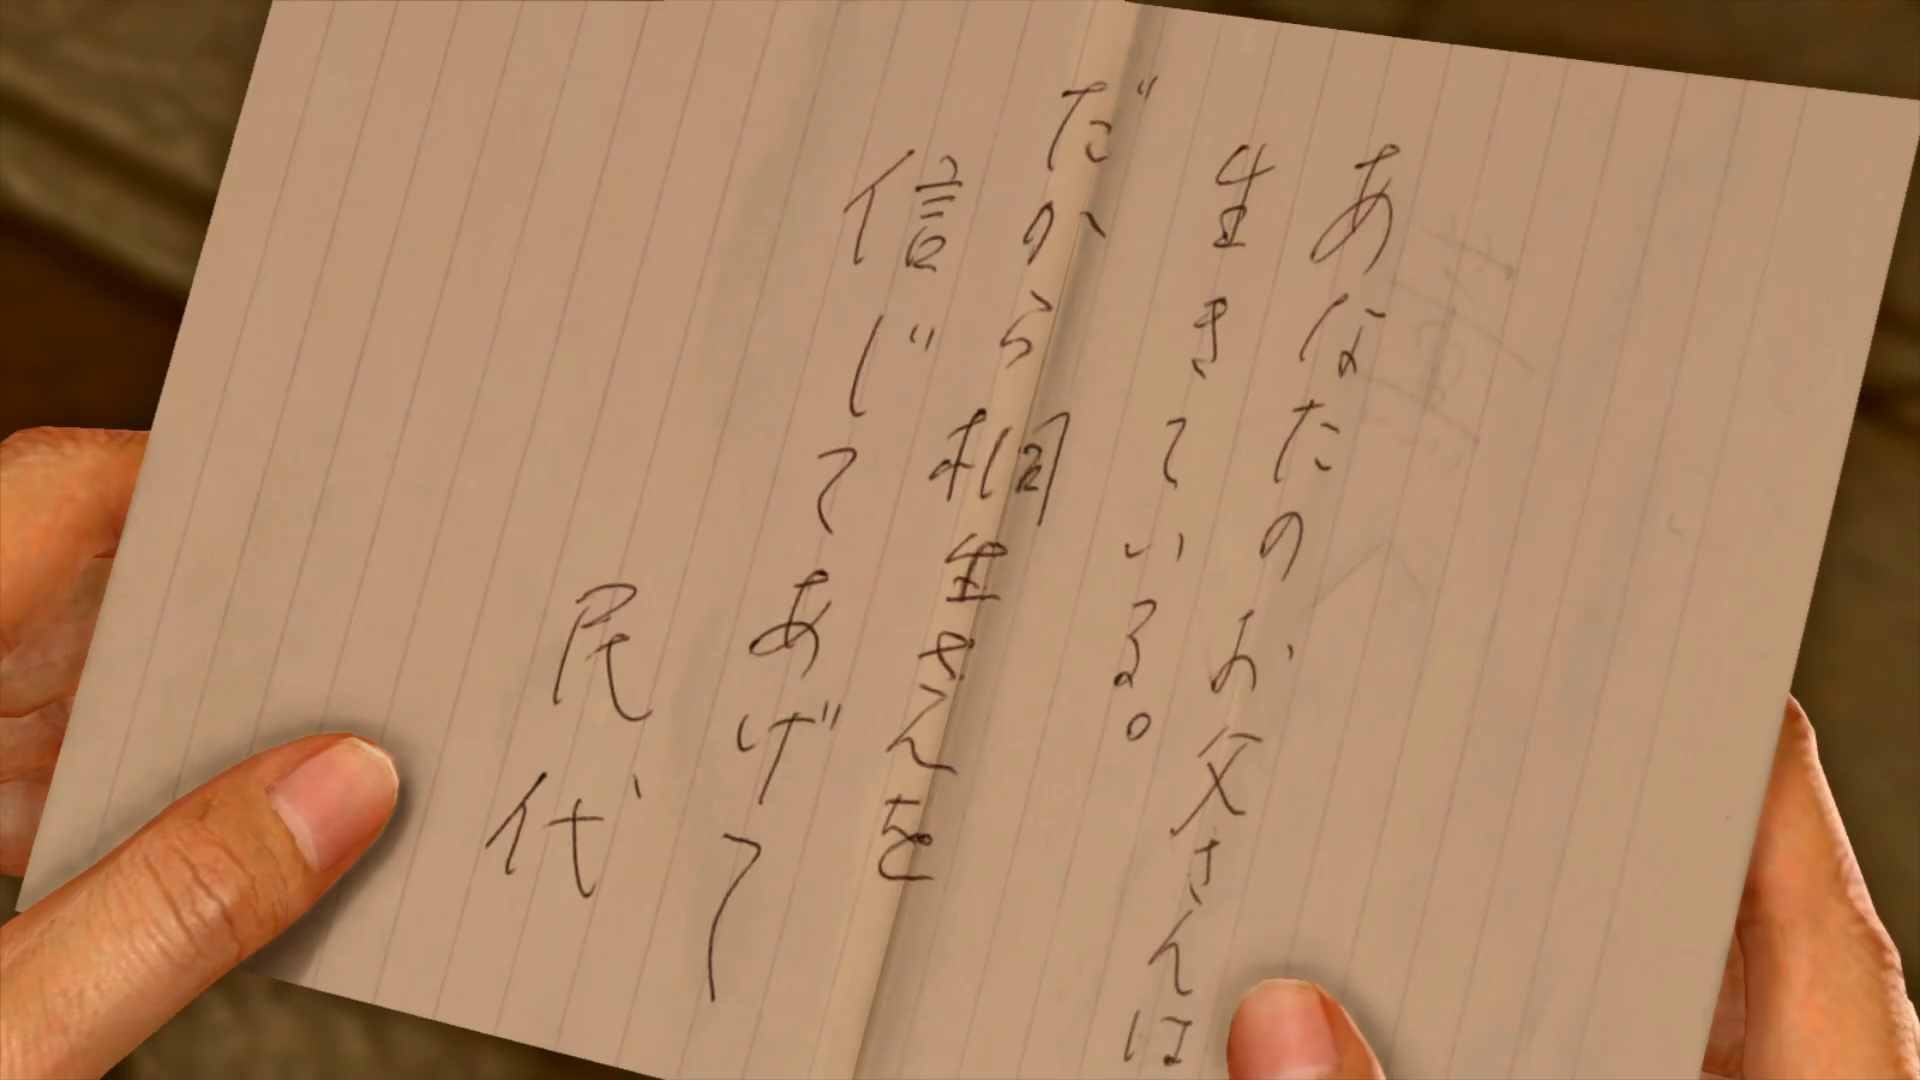 あなたのお父さんは
生きている。
だから桐生さんを
信じてあげて
民代